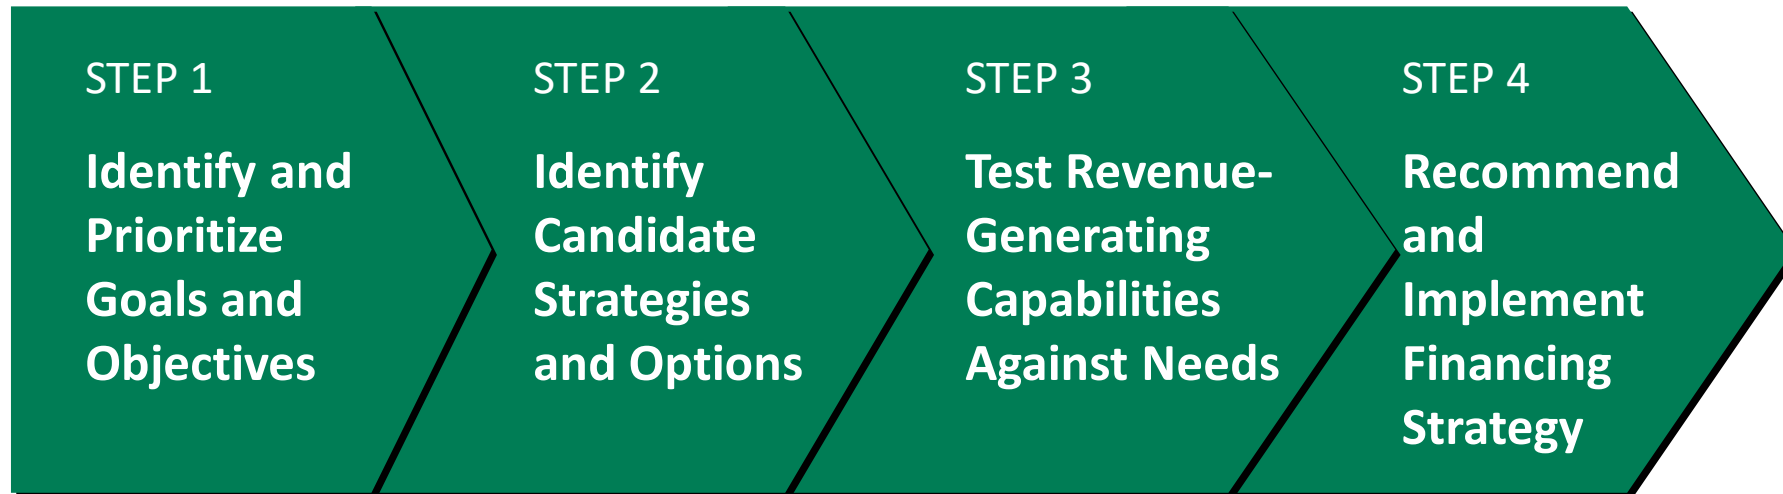 STEP 1
Identify and
Prioritize
Goals and
Objectives
STEP 2
Identify
Candidate
Strategies
and Options
STEP 3
Test Revenue-
Generating
Capabilities
Against Needs
STEP 4
Recommend
and
Implement
Financing
Strategy